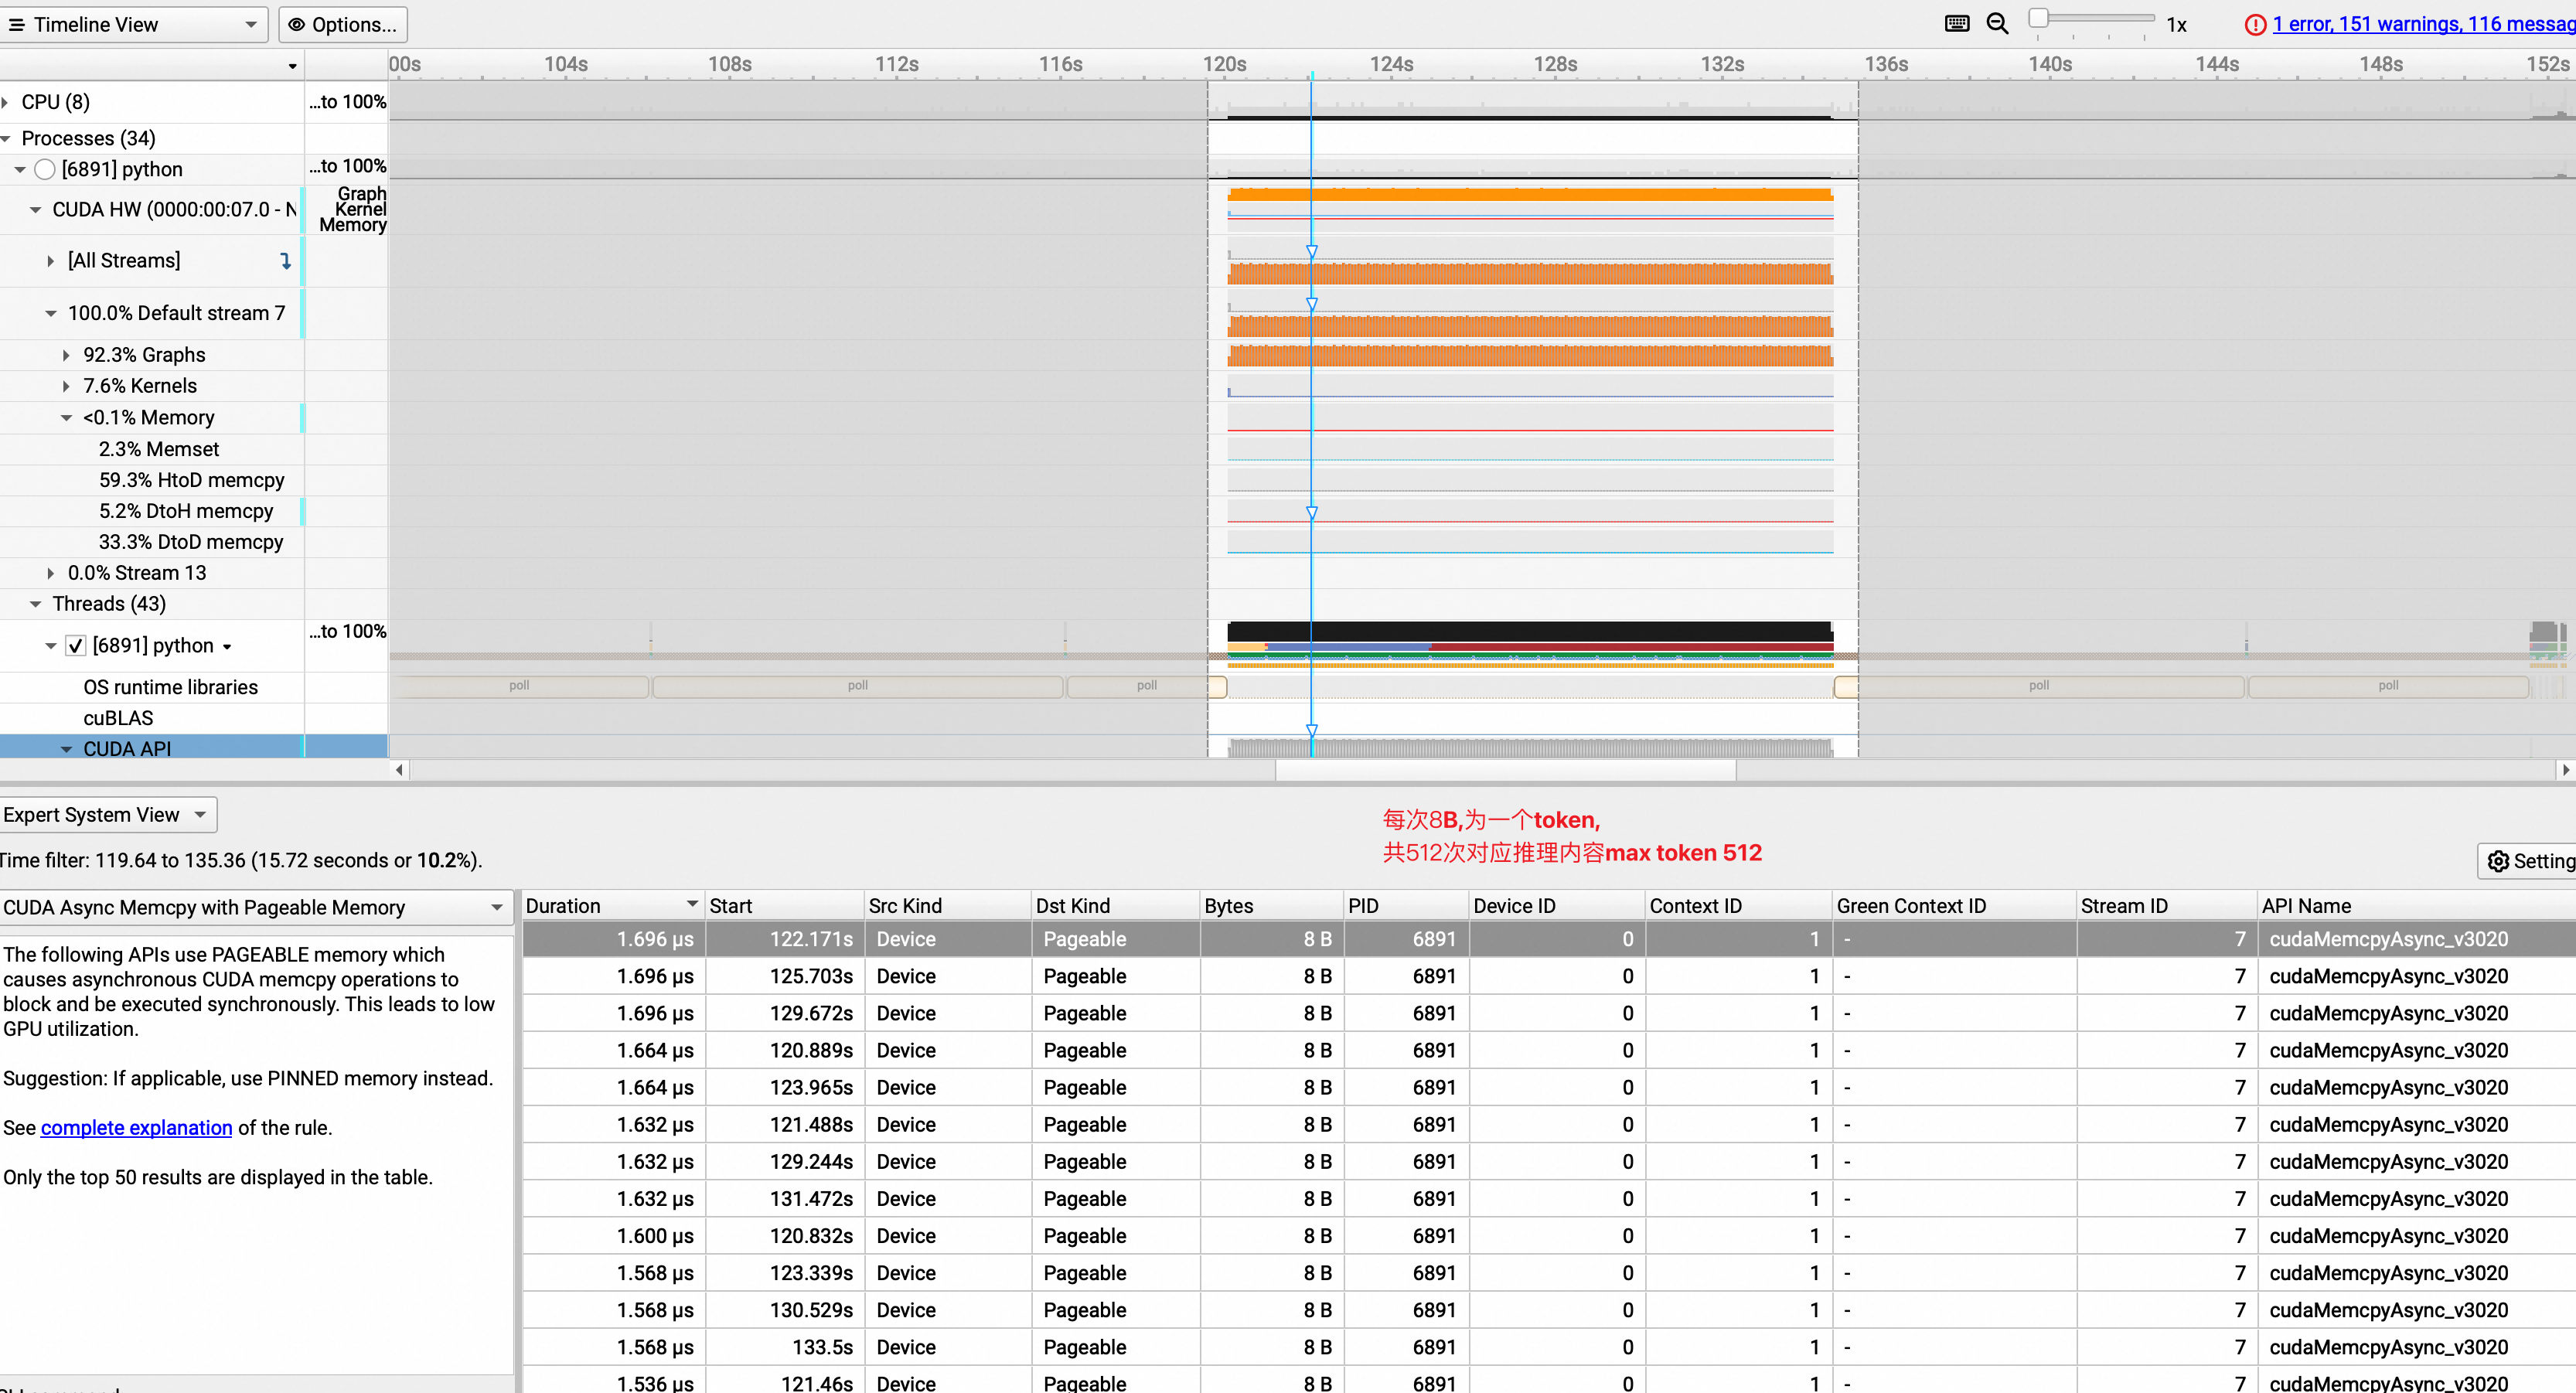 Timeline View
Options...
1x
1 error, 151 warnings, 116 messag
00s 104s 108s 112s 116s 120s 124s 128s 132s 136s 140s 144s 148s 152s
CPU (8) ...to 100%
Processes (34)
[6891] python ...to 100%
CUDA HW (0000:00:07.0 - N
Graph
Kernel
Memory
[All Streams]
100.0% Default stream 7
92.3% Graphs
7.6% Kernels
<0.1% Memory
2.3% Memset
59.3% HtoD memcpy
5.2% DtoH memcpy
33.3% DtoD memcpy
0.0% Stream 13
Threads (43)
[6891] python ...to 100%
OS runtime libraries poll poll poll poll poll
cuBLAS
CUDA API
Expert System View
每次8B,为一个token,
共512次对应推理内容max token 512
Time filter: 119.64 to 135.36 (15.72 seconds or 10.2%).
Setting
CUDA Async Memcpy with Pageable Memory
The following APIs use PAGEABLE memory which
causes asynchronous CUDA memcpy operations to
block and be executed synchronously. This leads to low
GPU utilization.
Suggestion: If applicable, use PINNED memory instead.
See complete explanation of the rule.
Only the top 50 results are displayed in the table.
Duration Start Src Kind Dst Kind Bytes PID Device ID Context ID Green Context ID Stream ID API Name
1.696 µs 122.171s Device Pageable 8 B 6891 0 1 - 7 cudaMemcpyAsync_v3020
1.696 µs 125.703s Device Pageable 8 B 6891 0 1 - 7 cudaMemcpyAsync_v3020
1.696 µs 129.672s Device Pageable 8 B 6891 0 1 - 7 cudaMemcpyAsync_v3020
1.664 µs 120.889s Device Pageable 8 B 6891 0 1 - 7 cudaMemcpyAsync_v3020
1.664 µs 123.965s Device Pageable 8 B 6891 0 1 - 7 cudaMemcpyAsync_v3020
1.632 µs 121.488s Device Pageable 8 B 6891 0 1 - 7 cudaMemcpyAsync_v3020
1.632 µs 129.244s Device Pageable 8 B 6891 0 1 - 7 cudaMemcpyAsync_v3020
1.632 µs 131.472s Device Pageable 8 B 6891 0 1 - 7 cudaMemcpyAsync_v3020
1.600 µs 120.832s Device Pageable 8 B 6891 0 1 - 7 cudaMemcpyAsync_v3020
1.568 µs 123.339s Device Pageable 8 B 6891 0 1 - 7 cudaMemcpyAsync_v3020
1.568 µs 130.529s Device Pageable 8 B 6891 0 1 - 7 cudaMemcpyAsync_v3020
1.568 µs 133.5s Device Pageable 8 B 6891 0 1 - 7 cudaMemcpyAsync_v3020
1.536 µs 121.46s Device Pageable 8 B 6891 0 1 - 7 cudaMemcpyAsync_v3020